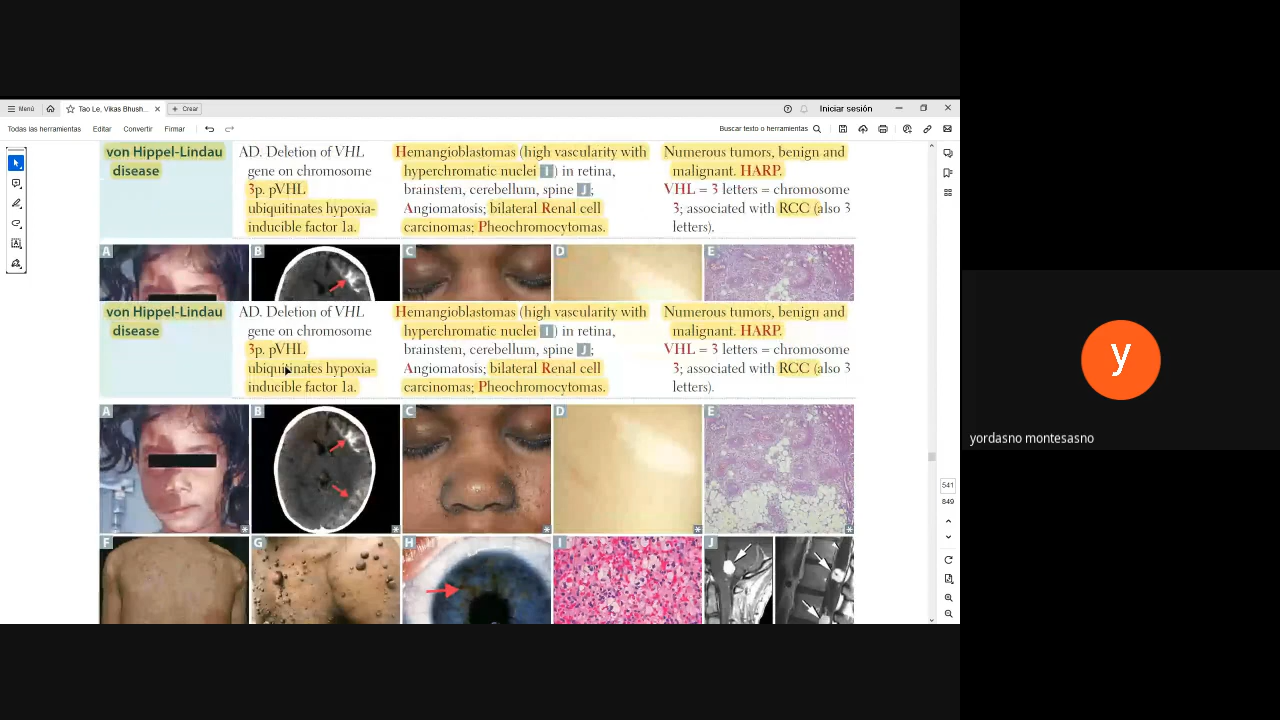 Menú
Tao Le, Vikas Bhush...
+ Crear
Iniciar sesión
Todas las herramientas Editar Convertir Firmar
Buscar texto o herramientas
von Hippel-Lindau
disease
AD. Deletion of VHL
gene on chromosome
3p. pVHL
ubiquitinates hypoxia-
inducible factor 1a.
Hemangioblastomas (high vascularity with
hyperchromatic nuclei I) in retina,
brainstem, cerebellum, spine J;
Angiomatosis; bilateral Renal cell
carcinomas; Pheochromocytomas.
Numerous tumors, benign and
malignant. HARP.
VHL = 3 letters = chromosome
3; associated with RCC (also 3
letters).
A B C D E
von Hippel-Lindau
disease
AD. Deletion of VHL
gene on chromosome
3p. pVHL
ubiquitinates hypoxia-
inducible factor 1a.
Hemangioblastomas (high vascularity with
hyperchromatic nuclei I) in retina,
brainstem, cerebellum, spine J;
Angiomatosis; bilateral Renal cell
carcinomas; Pheochromocytomas.
Numerous tumors, benign and
malignant. HARP.
VHL = 3 letters = chromosome
3; associated with RCC (also 3
letters).
A B C D E
F G H I J
541
849
y
yordasno montesasno